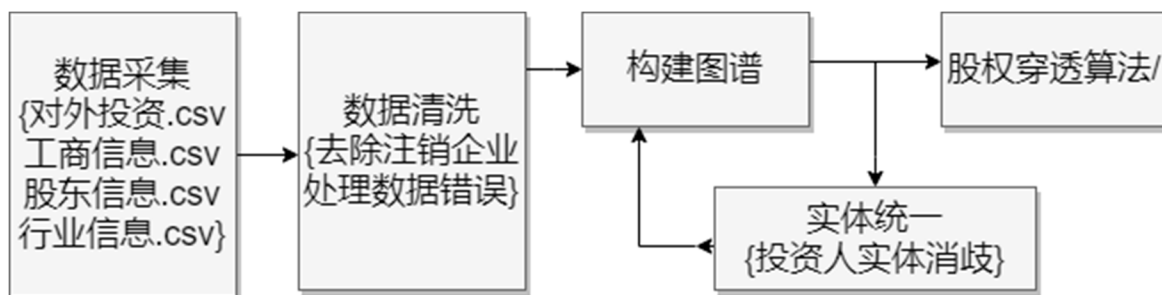 数据采集
{对外投资.csv
工商信息.csv
股东信息.csv
行业信息.csv}
数据清洗
{去除注销企业
处理数据错误}
构建图谱
股权穿透算法/
实体统一
{投资人实体消歧}